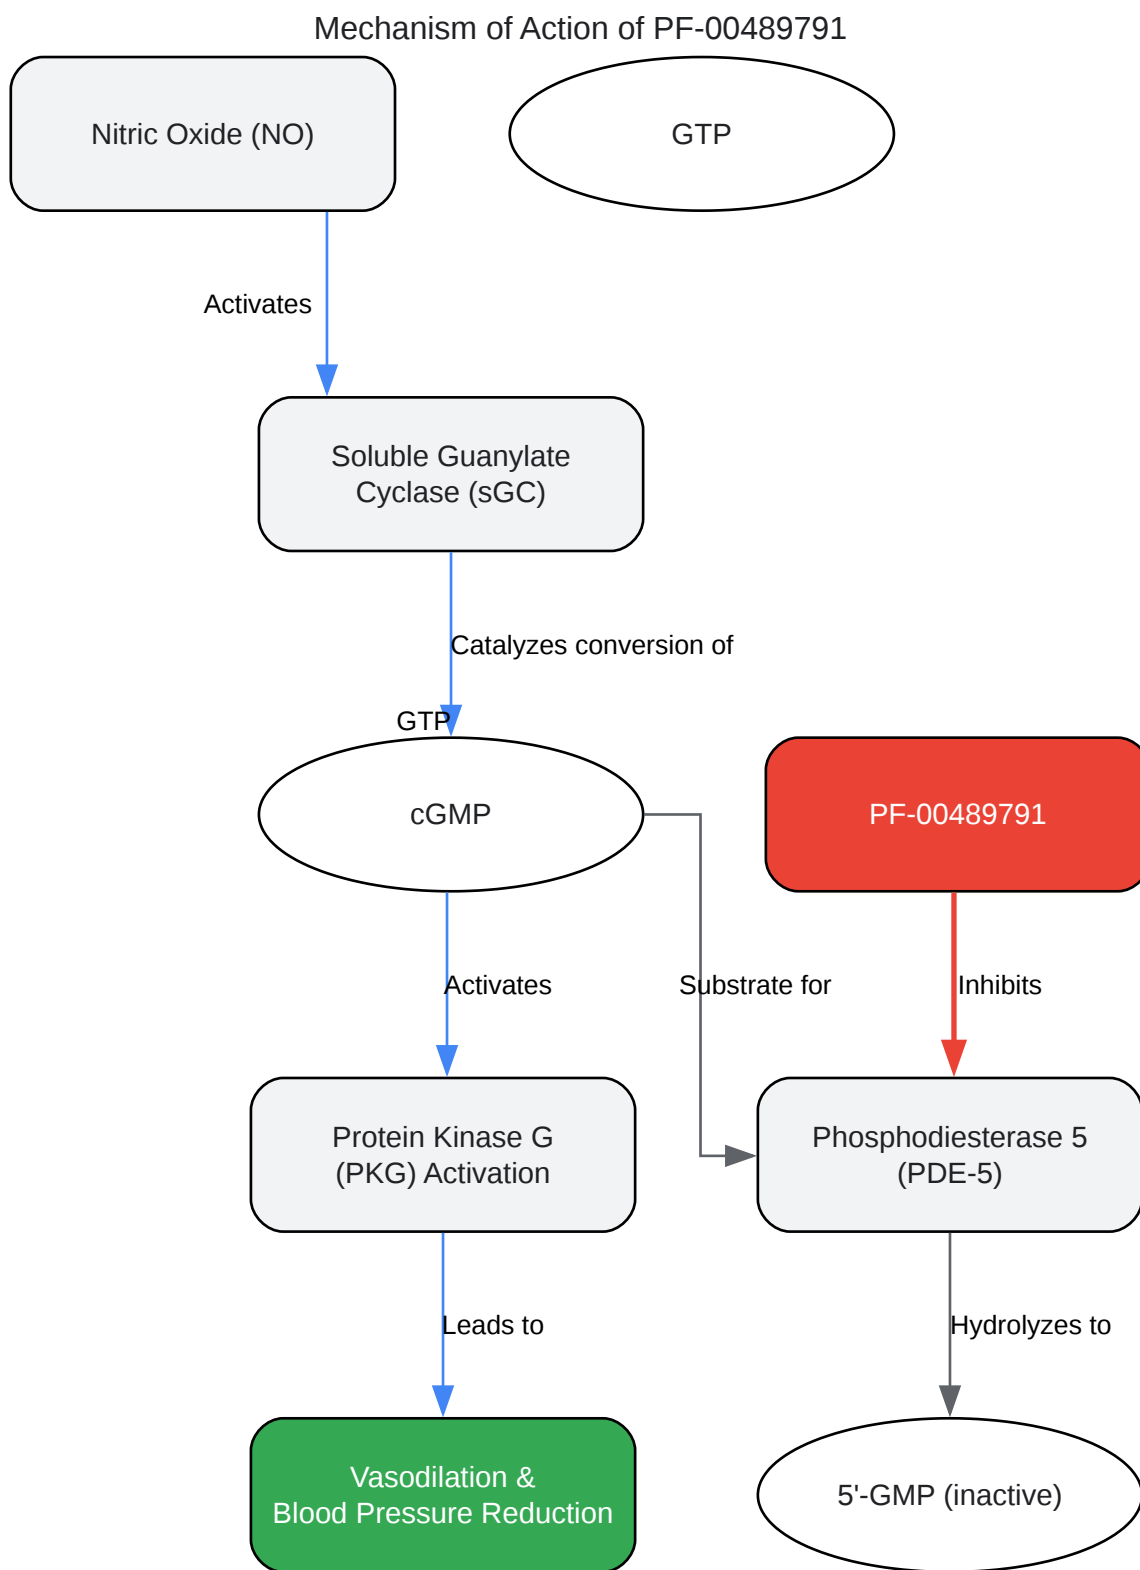 Mechanism of Action of PF-00489791
Nitric Oxide (NO)
GTP
Activates
Soluble Guanylate
Cyclase (sGC)
Catalyzes conversion of
GTP
cGMP
PF-00489791
Activates
Substrate for
Inhibits
Protein Kinase G
(PKG) Activation
Phosphodiesterase 5
(PDE-5)
Leads to
Hydrolyzes to
Vasodilation &
Blood Pressure Reduction
5'-GMP (inactive)